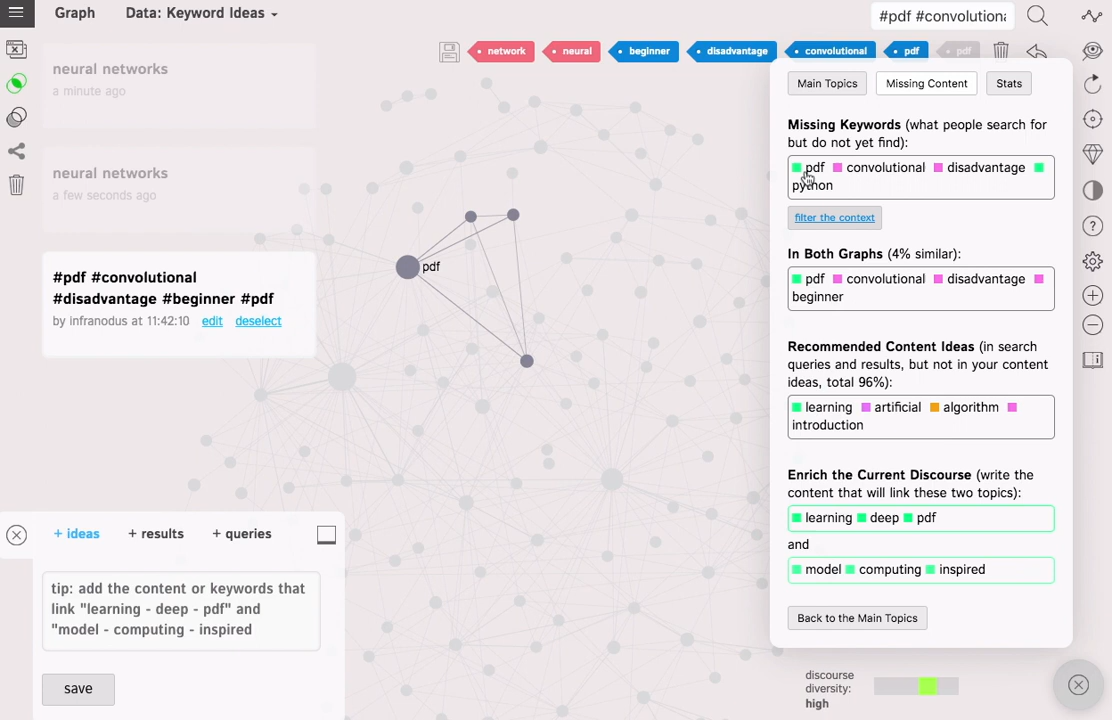 Graph
Data: Keyword Ideas
#pdf #convolutiona
network
neural
beginner
disadvantage
convolutional
pdf
pdf
neural networks
a minute ago
neural networks
a few seconds ago
#pdf #convolutional
#disadvantage #beginner #pdf
by infranodus at 11:42:10 edit deselect
pdf
Main Topics
Missing Content
Stats
Missing Keywords (what people search for
but do not yet find):
pdf convolutional disadvantage
python
filter the context
In Both Graphs (4% similar):
pdf convolutional disadvantage
beginner
Recommended Content Ideas (in search
queries and results, but not in your content
ideas, total 96%):
learning artificial algorithm
introduction
Enrich the Current Discourse (write the
content that will link these two topics):
learning deep pdf
and
model computing inspired
Back to the Main Topics
+ ideas
+ results
+ queries
tip: add the content or keywords that
link "learning - deep - pdf" and
"model - computing - inspired
save
discourse
diversity:
high